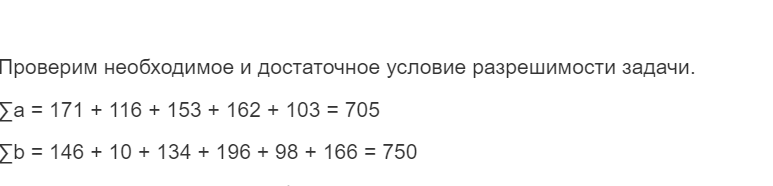 Проверим необходимое и достаточное условие разрешимости задачи.
∑a = 171 + 116 + 153 + 162 + 103 = 705
∑b = 146 + 10 + 134 + 196 + 98 + 166 = 750